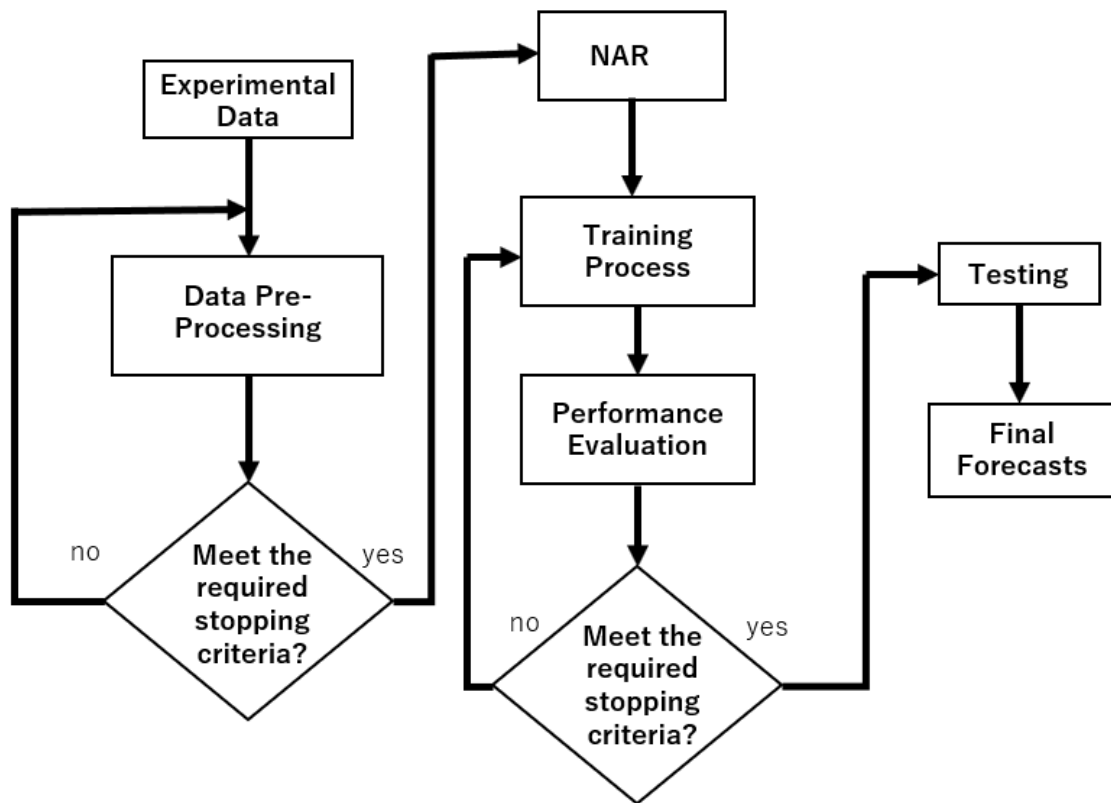 Experimental
Data
Data Pre-
Processing
no
yes
Meet the
required
stopping
criteria?
NAR
Training
Process
Performance
Evaluation
no
yes
Meet the
required
stopping
criteria?
Testing
Final
Forecasts